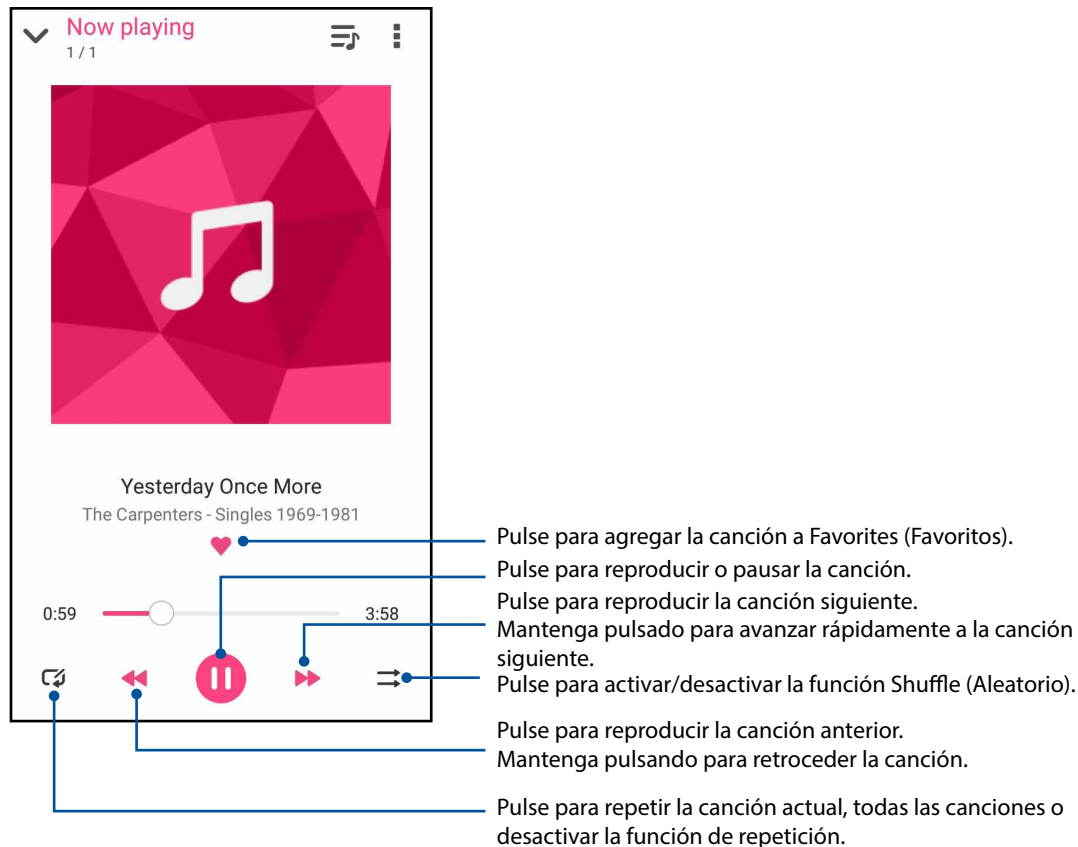 Now playing
1 / 1
Yesterday Once More
The Carpenters - Singles 1969-1981
0:59
3:58
Pulse para agregar la canción a Favorites (Favoritos).
Pulse para reproducir o pausar la canción.
Pulse para reproducir la canción siguiente.
Mantenga pulsado para avanzar rápidamente a la canción
siguiente.
Pulse para activar/desactivar la función Shuffle (Aleatorio).
Pulse para reproducir la canción anterior.
Mantenga pulsando para retroceder la canción.
Pulse para repetir la canción actual, todas las canciones o
desactivar la función de repetición.